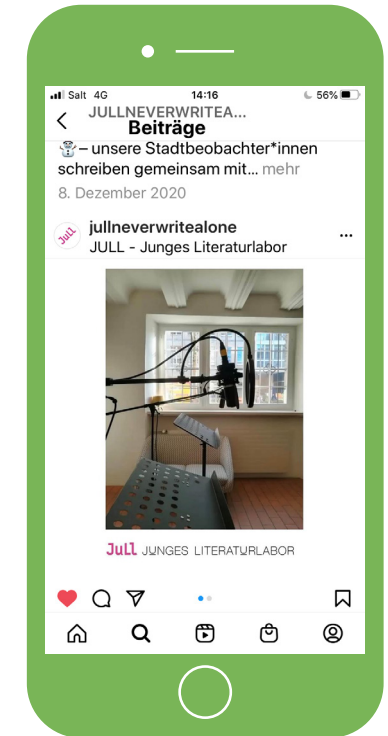 Salt 4G 14:16 56%
JULLNEVERWRITEA...
Beiträge
– unsere Stadtbeobachter*innen
schreiben gemeinsam mit... mehr
8. Dezember 2020
Jull jullneverwritealone
JULL - Junges Literaturlabor
JULL JUNGES LITERATURLABOR